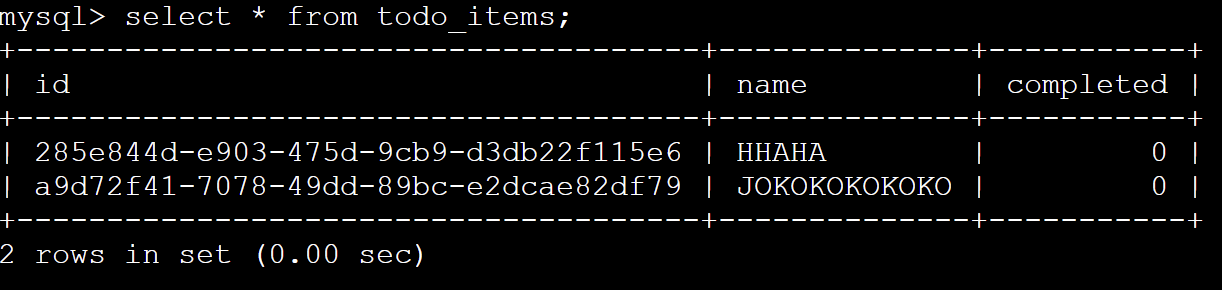 mysql> select * from todo_items;
+--------------------------------------+--------------+-----------+
| id                                   | name         | completed |
+--------------------------------------+--------------+-----------+
| 285e844d-e903-475d-9cb9-d3db22f115e6 | HHAHA        |         0 |
| a9d72f41-7078-49dd-89bc-e2dcae82df79 | JOKOKOKOKOKO |         0 |
+--------------------------------------+--------------+-----------+
2 rows in set (0.00 sec)